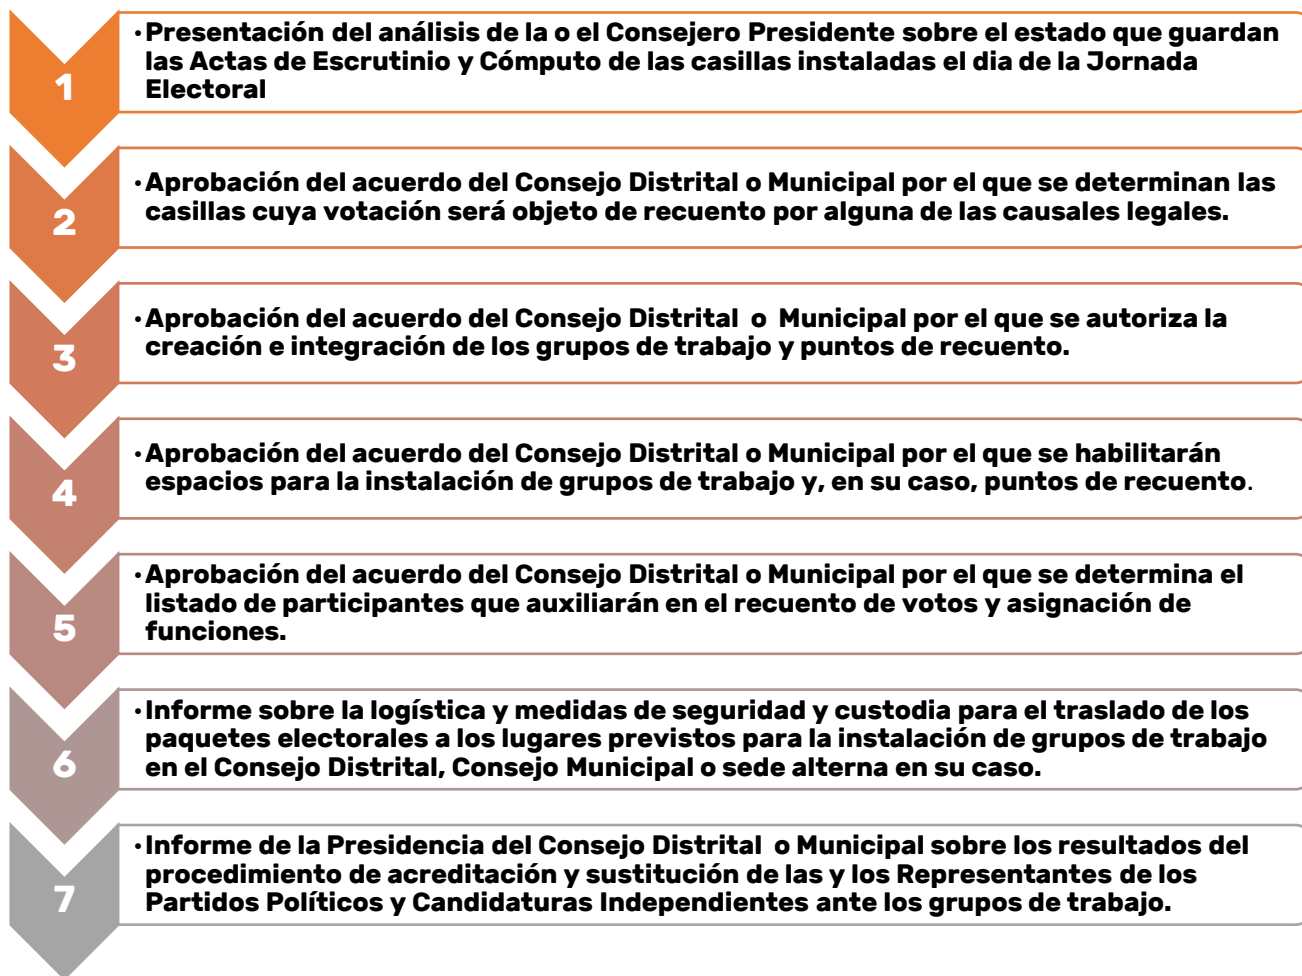 1
•Presentación del análisis de la o el Consejero Presidente sobre el estado que guardan
las Actas de Escrutinio y Cómputo de las casillas instaladas el dia de la Jornada
Electoral
2
•Aprobación del acuerdo del Consejo Distrital o Municipal por el que se determinan las
casillas cuya votación será objeto de recuento por alguna de las causales legales.
3
•Aprobación del acuerdo del Consejo Distrital o Municipal por el que se autoriza la
creación e integración de los grupos de trabajo y puntos de recuento.
4
•Aprobación del acuerdo del Consejo Distrital o Municipal por el que se habilitarán
espacios para la instalación de grupos de trabajo y, en su caso, puntos de recuento.
5
•Aprobación del acuerdo del Consejo Distrital o Municipal por el que se determina el
listado de participantes que auxiliarán en el recuento de votos y asignación de
funciones.
6
•Informe sobre la logística y medidas de seguridad y custodia para el traslado de los
paquetes electorales a los lugares previstos para la instalación de grupos de trabajo
en el Consejo Distrital, Consejo Municipal o sede alterna en su caso.
7
•Informe de la Presidencia del Consejo Distrital o Municipal sobre los resultados del
procedimiento de acreditación y sustitución de las y los Representantes de los
Partidos Políticos y Candidaturas Independientes ante los grupos de trabajo.